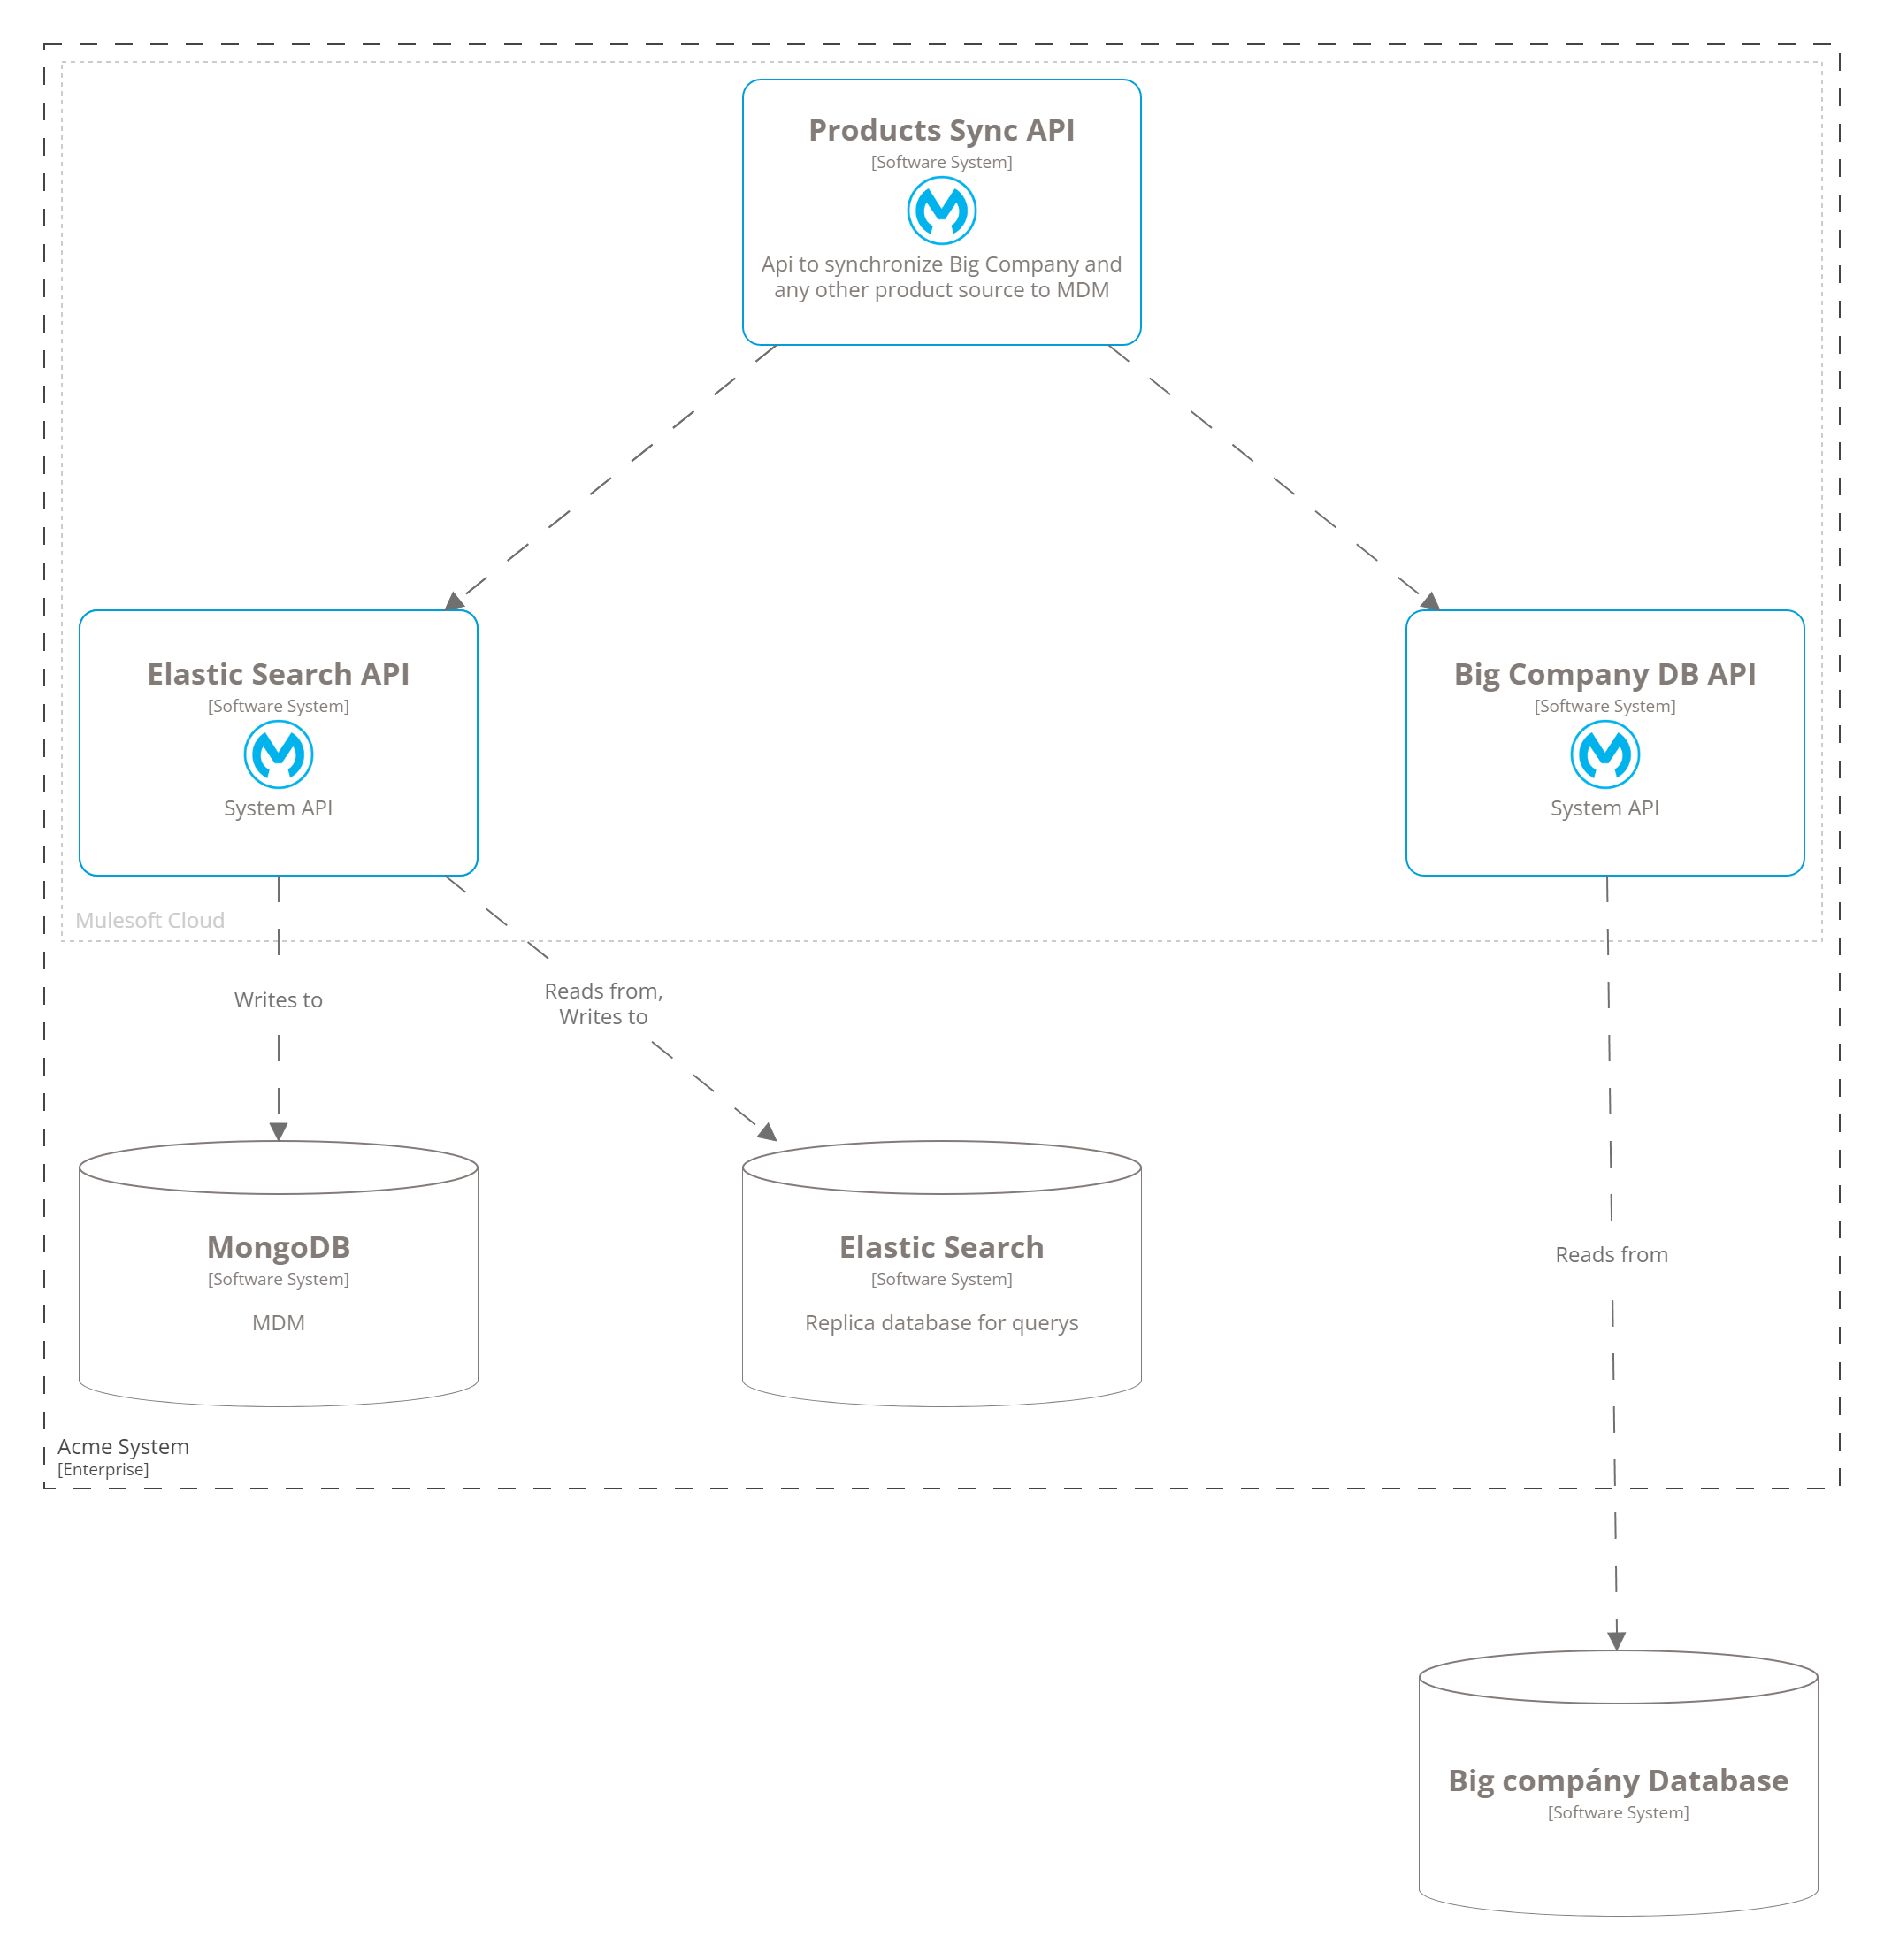 Products Sync API
[Software System]
Api to synchronize Big Company and
any other product source to MDM
Elastic Search API
[Software System]
System API
Big Company DB API
[Software System]
System API
Mulesoft Cloud
Writes to
Reads from,
Writes to
Reads from
MongoDB
[Software System]
MDM
Elastic Search
[Software System]
Replica database for querys
Acme System
[Enterprise]
Big compány Database
[Software System]